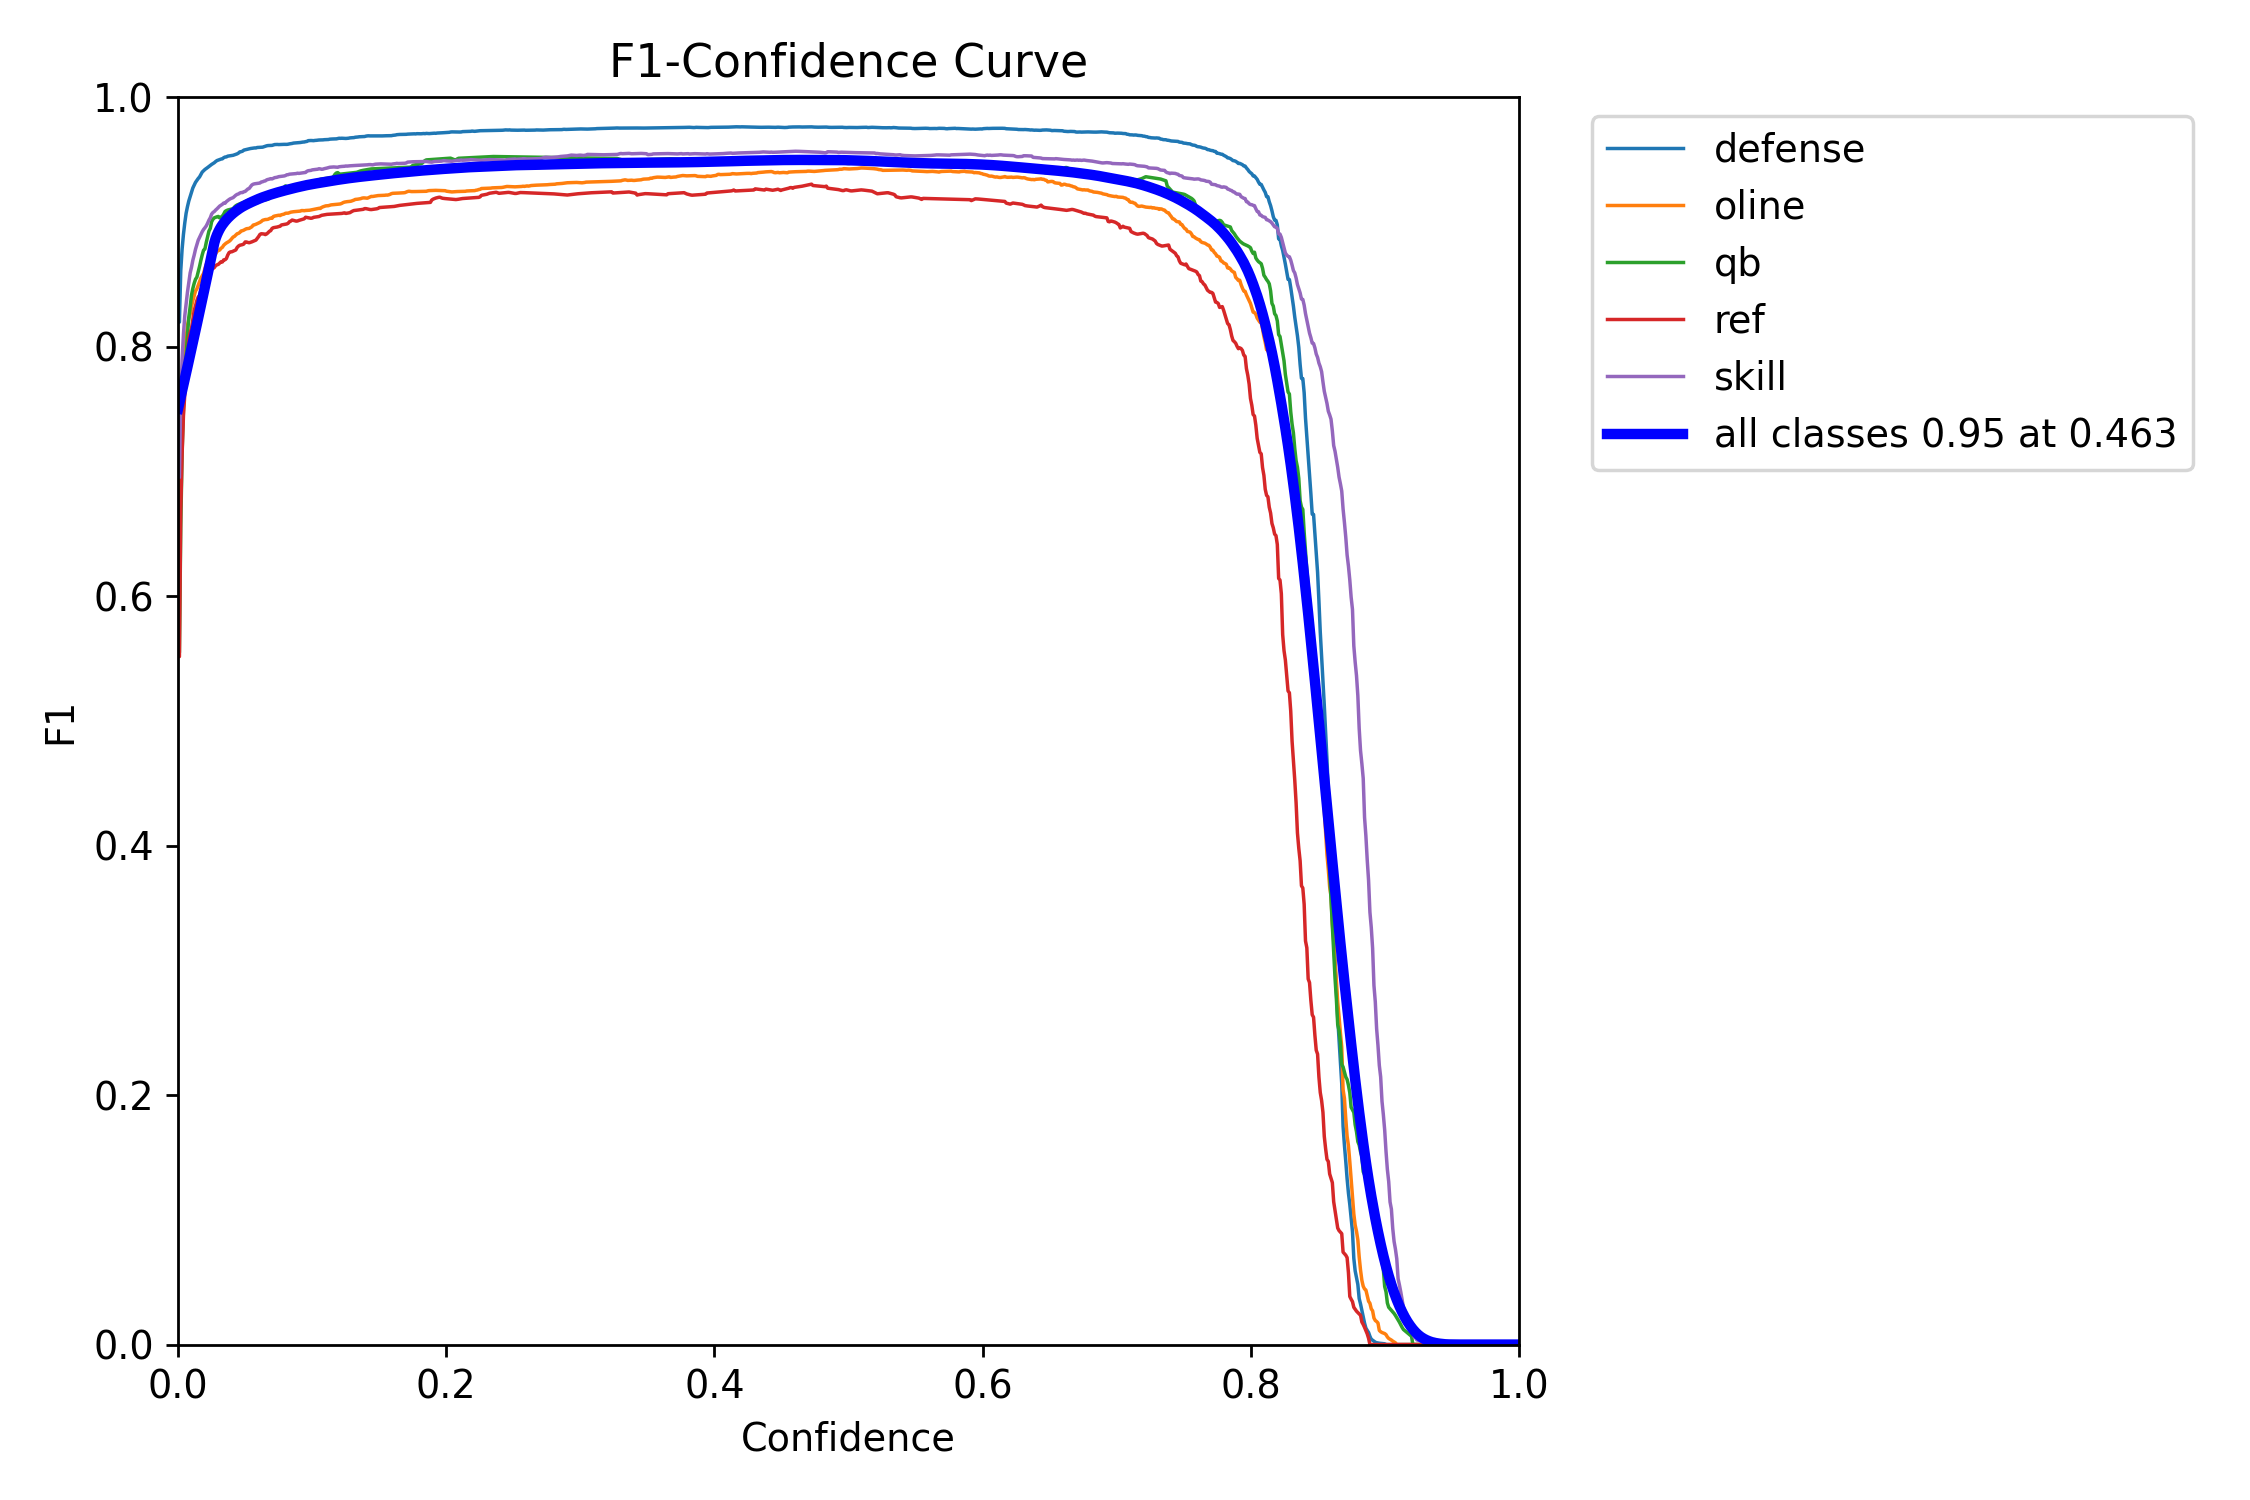 F1-Confidence Curve
1.0
0.8
0.6
0.4
0.2
0.0
F1
0.0 0.2 0.4 0.6 0.8 1.0
Confidence
defense
oline
qb
ref
skill
all classes 0.95 at 0.463